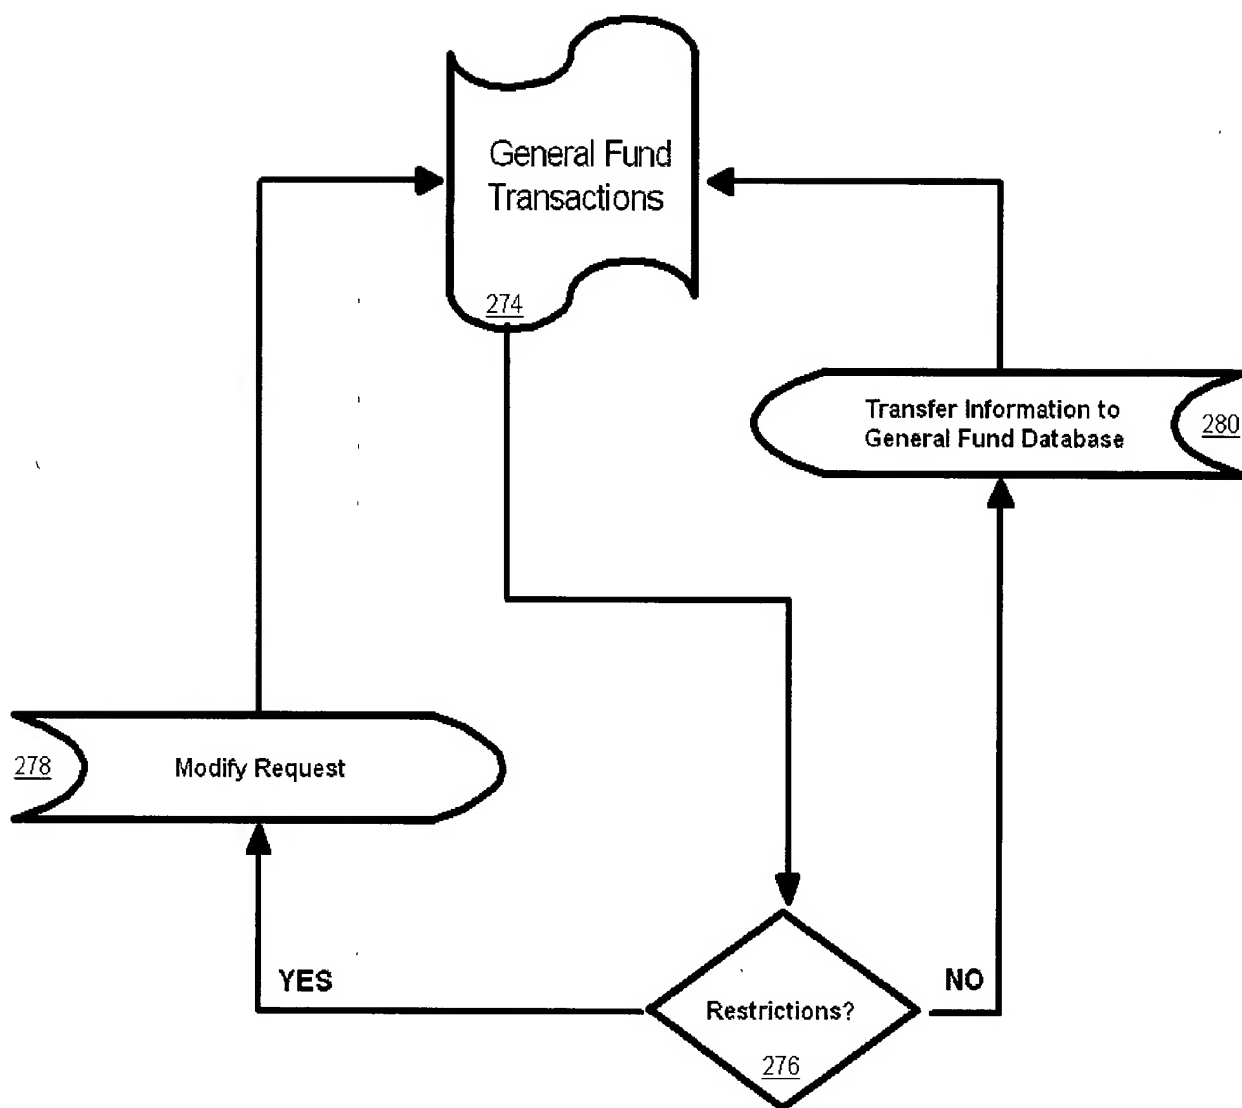 General Fund
Transactions
274
Transfer Information to
General Fund Database
280
278
Modify Request
YES
NO
Restrictions?
276